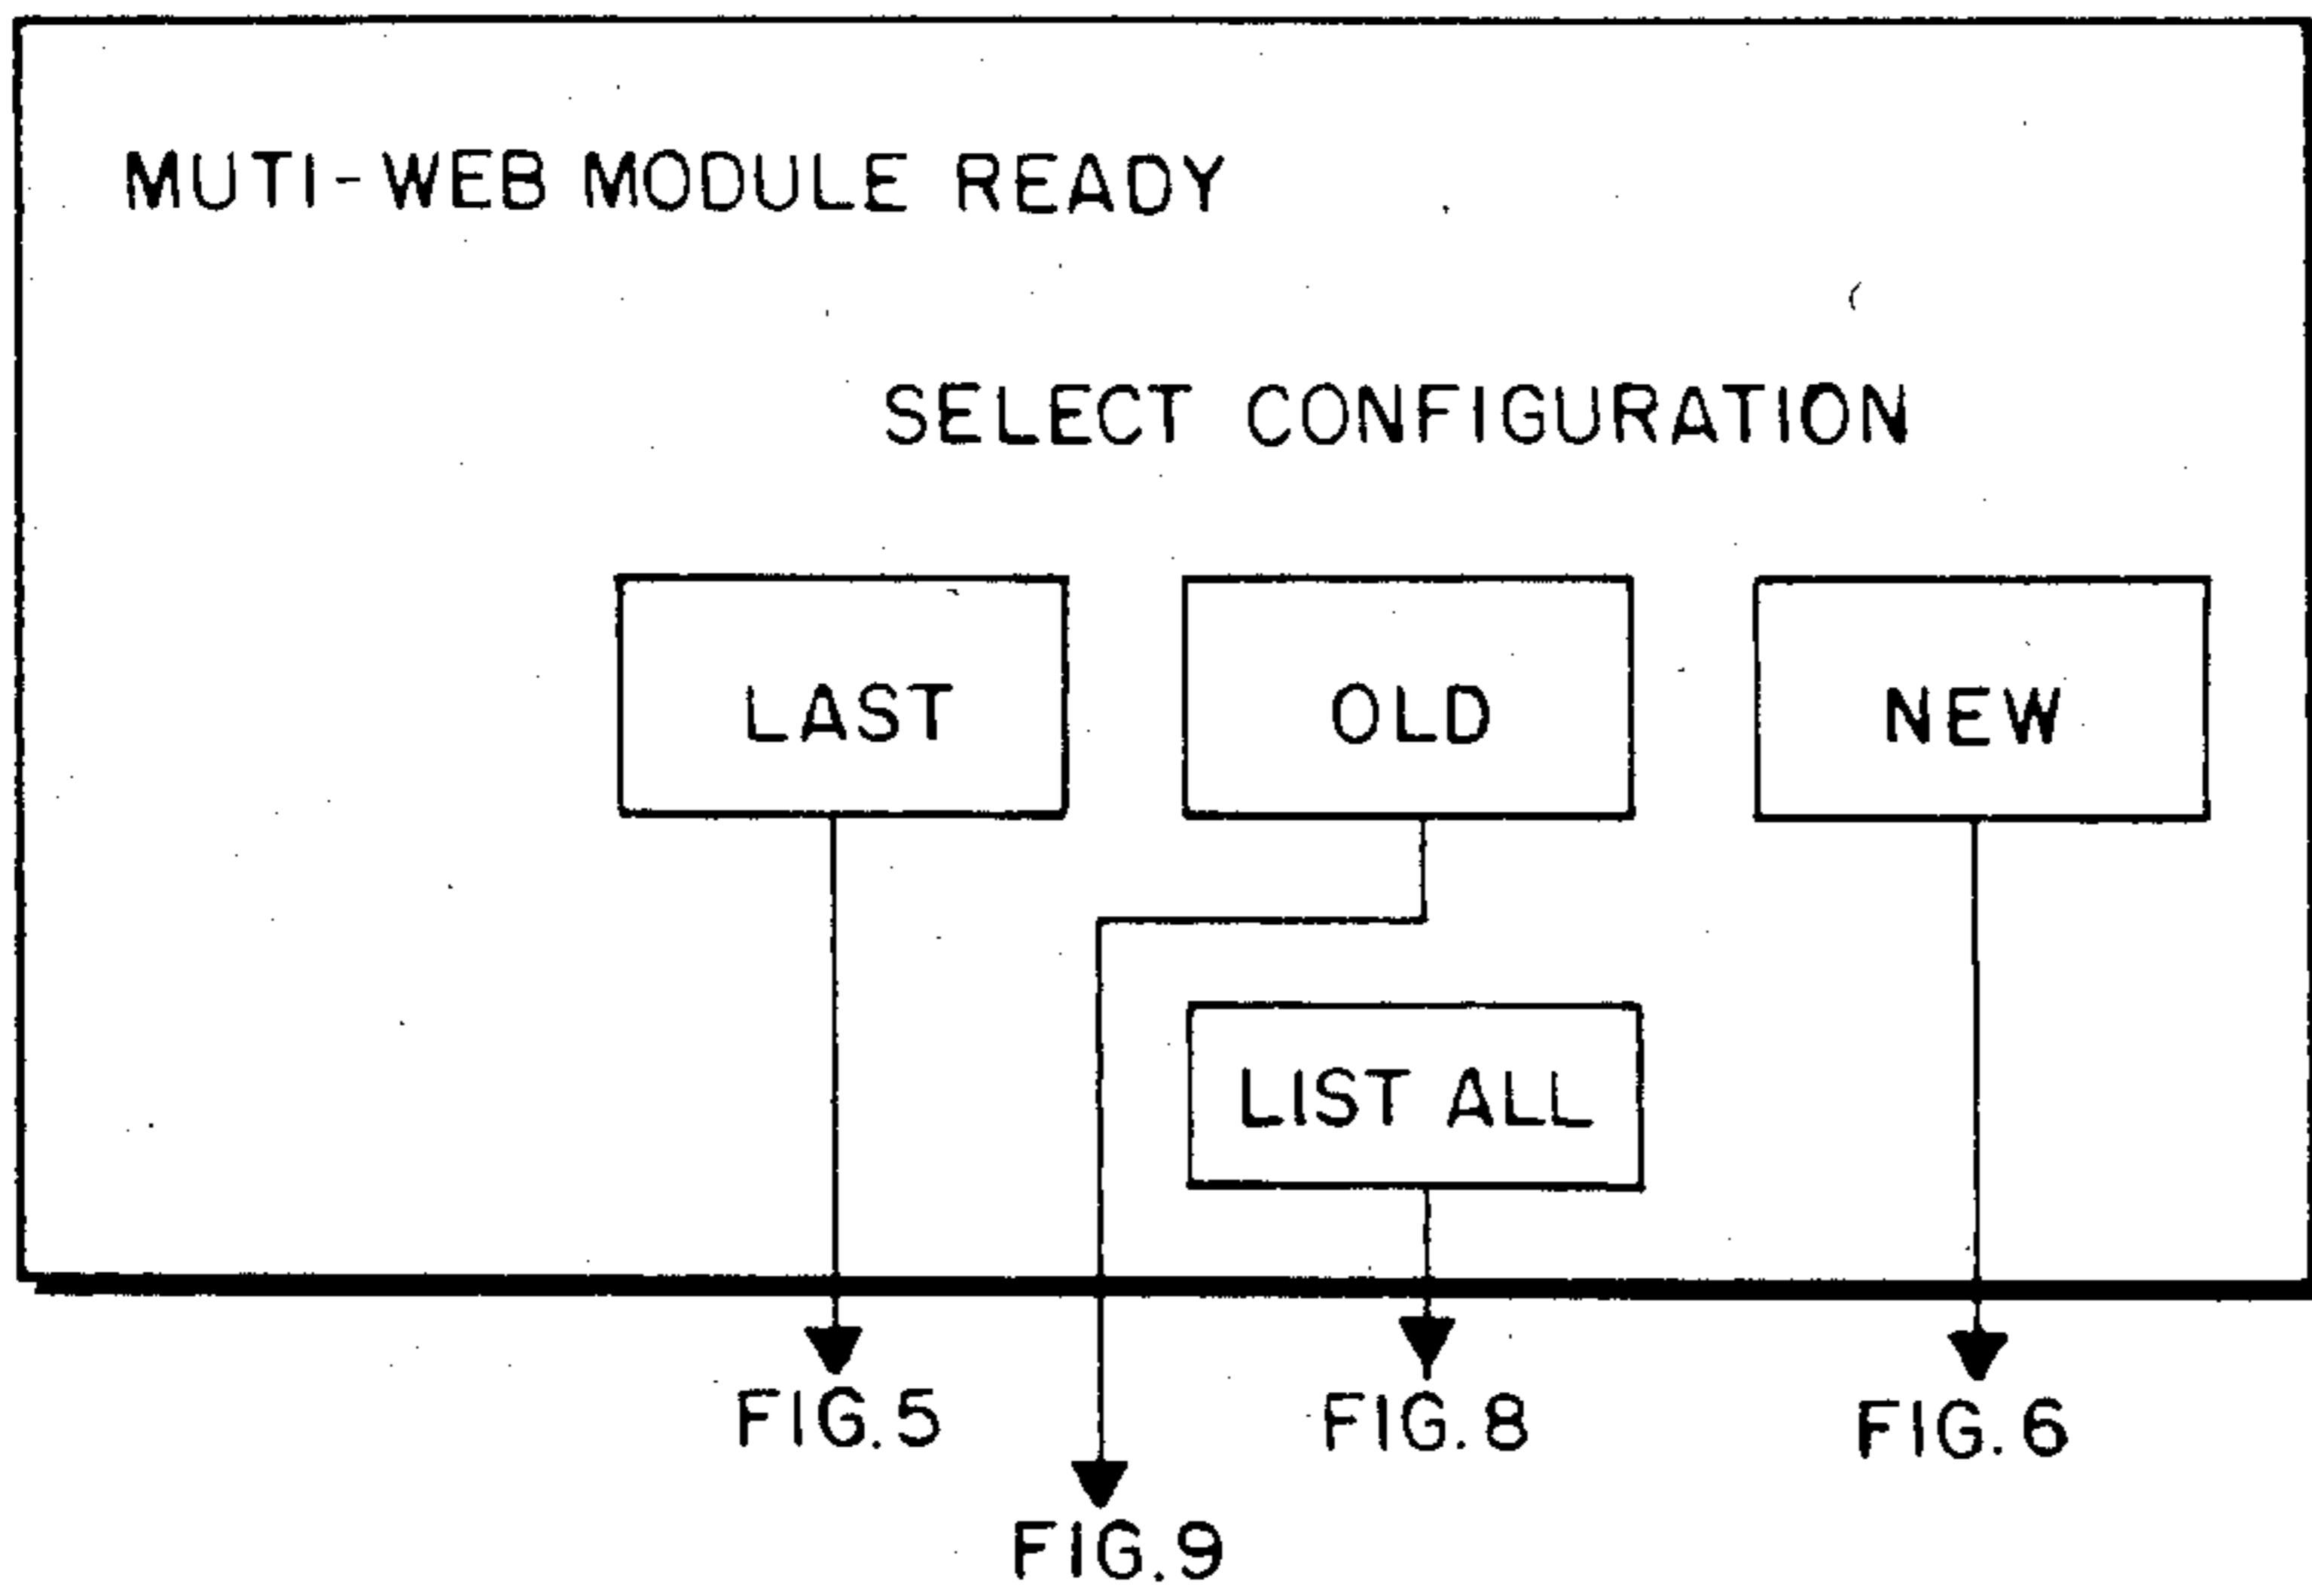 MUTI-WEB MODULE READY
SELECT CONFIGURATION
LAST OLD NEW
LIST ALL
FIG.5 FIG.8 FIG.6
FIG.9